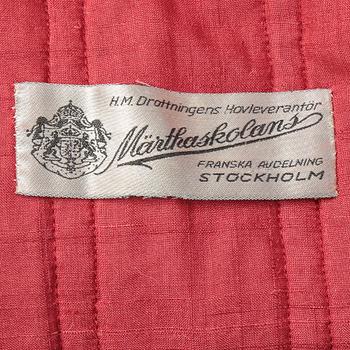 H.M. Drottningens Hovleverantör
Märthaskolans
FRANSKA AVDELNING
STOCKHOLM